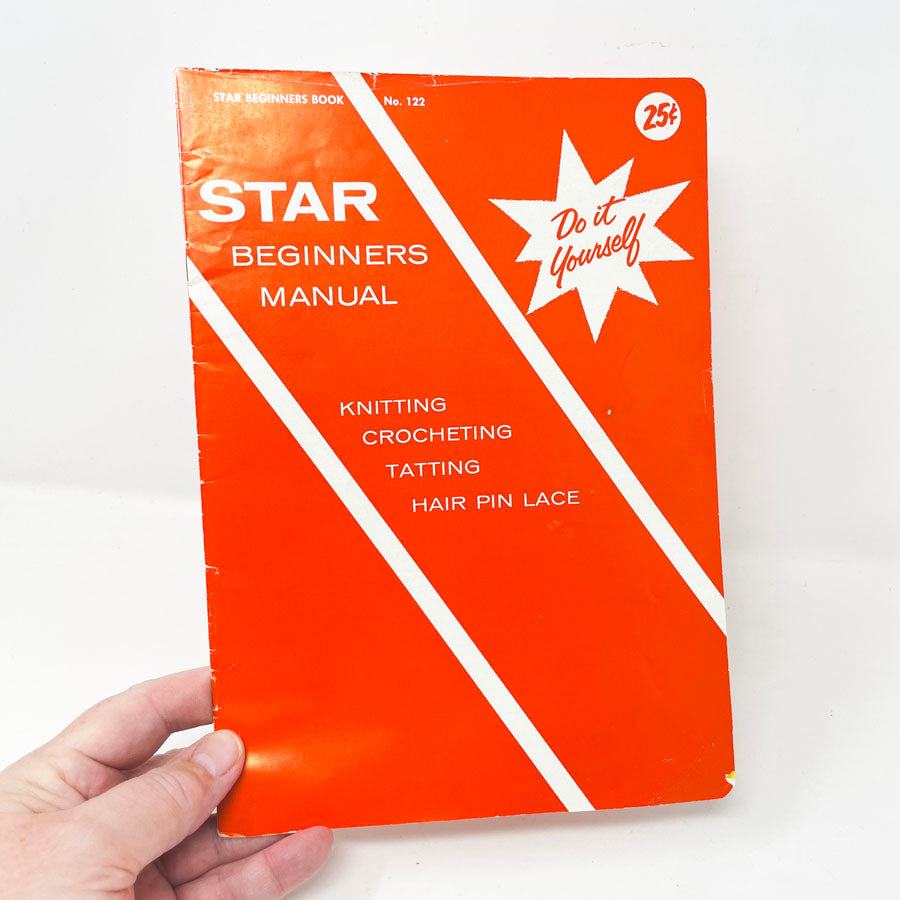 STAR BEGINNERS BOOK No. 122
25¢
STAR
BEGINNERS
MANUAL
Do it
Yourself
KNITTING
CROCHETING
TATTING
HAIR PIN LACE